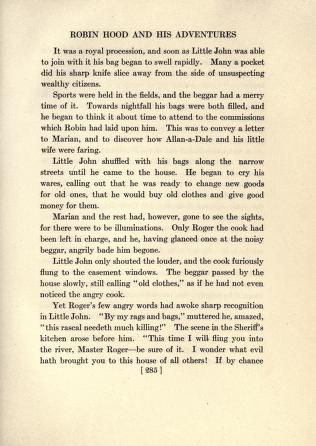 ROBIN HOOD AND HIS ADVENTURES
It was a royal procession, and soon as Little John was able
to join with it his bag began to swell rapidly. Many a pocket
did his sharp knife slice away from the side of unsuspecting
wealthy citizens.
Sports were held in the fields, and the beggar had a merry
time of it. Towards nightfall his bags were both filled, and
he began to think it about time to attend to the commissions
which Robin had laid upon him. This was to convey a letter
to Marian, and to discover how Allan-a-Dale and his little
wife were faring.
Little John shuffled with his bags along the narrow
streets until he came to the house. He began to cry his
wares, calling out that he was ready to change new goods
for old ones, that he would buy old clothes and give good
money for them.
Marian and the rest had, however, gone to see the sights,
for there were to be illuminations. Only Roger the cook had
been left in charge, and he, having glanced once at the noisy
beggar, angrily bade him begone.
Little John only shouted the louder, and the cook furiously
flung to the casement windows. The beggar passed by the
house slowly, still calling "old clothes," as if he had not even
noticed the angry cook.
Yet Roger's few angry words had awoke sharp recognition
in Little John. "By my rags and bags," muttered he, amazed,
"this rascal needeth much killing!" The scene in the Sheriff's
kitchen arose before him. "This time I will fling you into
the river, Master Roger—be sure of it. I wonder what evil
hath brought you to this house of all others! If by chance
[ 285 ]